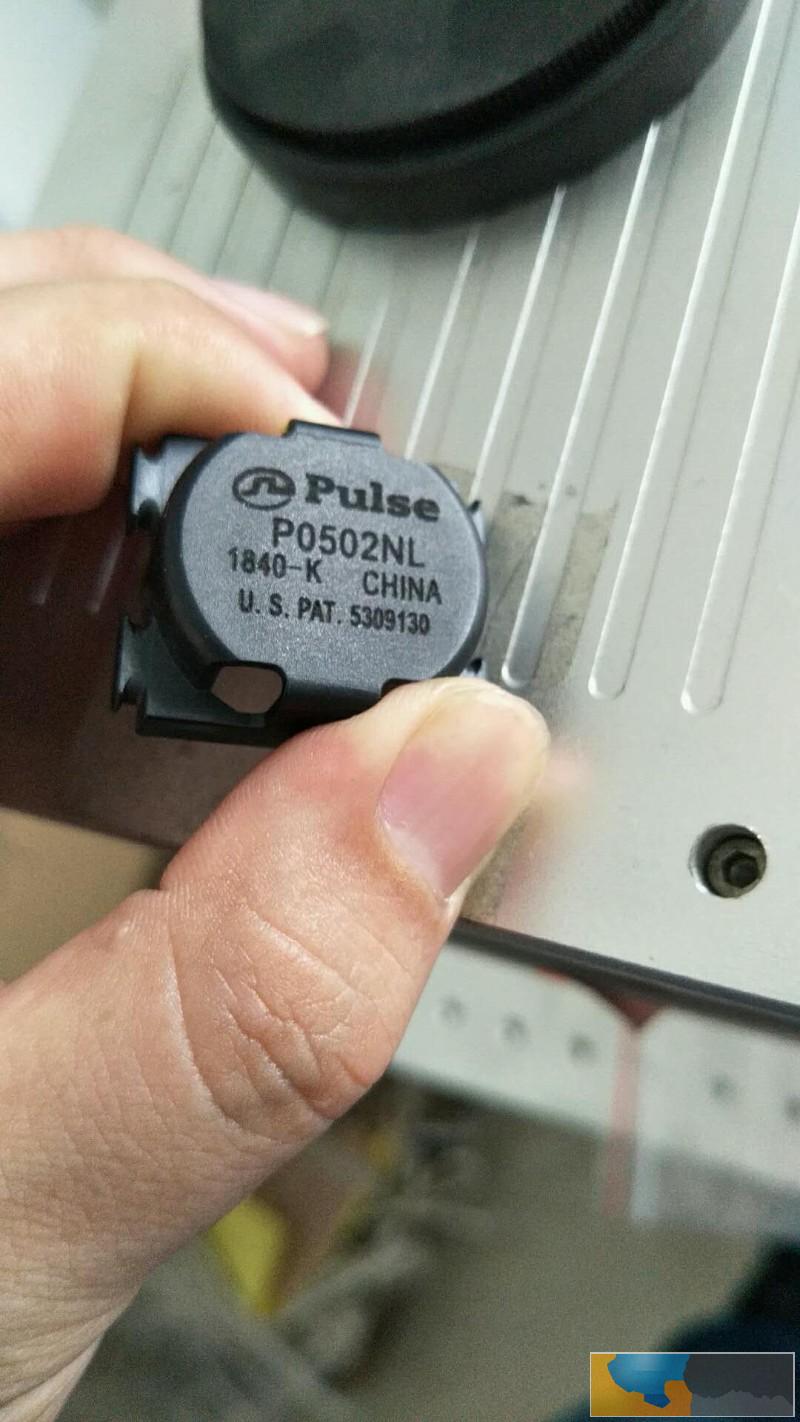 Pulse
P0502NL
1840-K CHINA
U. S. PAT. 5309130